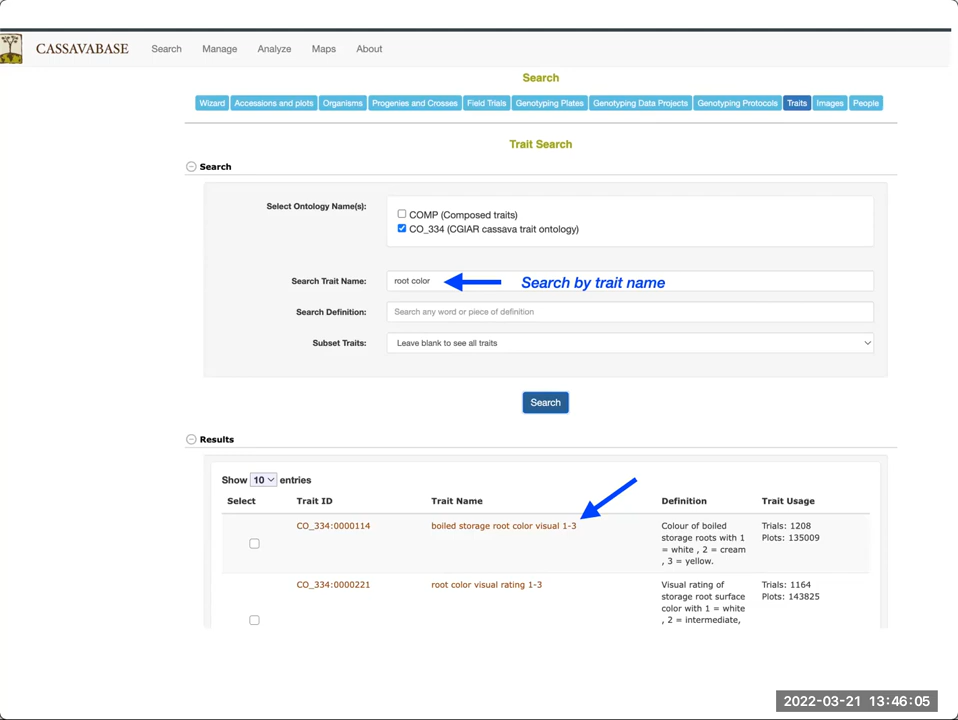 CASSAVABASE Search Manage Analyze Maps About
Search
Wizard Accessions and plots Organisms Progenies and Crosses Field Trials Genotyping Plates Genotyping Data Projects Genotyping Protocols Traits Images People
Trait Search
Search
Select Ontology Name(s):
COMP (Composed traits)
CO_334 (CGIAR cassava trait ontology)
Search Trait Name: root color Search by trait name
Search Definition: Search any word or piece of definition
Subset Traits: Leave blank to see all traits
Search
Results
Show 10 entries
Select Trait ID Trait Name Definition Trait Usage
CO_334:0000114 boiled storage root color visual 1-3 Colour of boiled Trials: 1208
storage roots with 1 Plots: 135009
= white , 2 = cream
, 3 = yellow.
CO_334:0000221 root color visual rating 1-3 Visual rating of Trials: 1164
storage root surface Plots: 143825
color with 1 = white
, 2 = intermediate,
2022-03-21 13:46:05